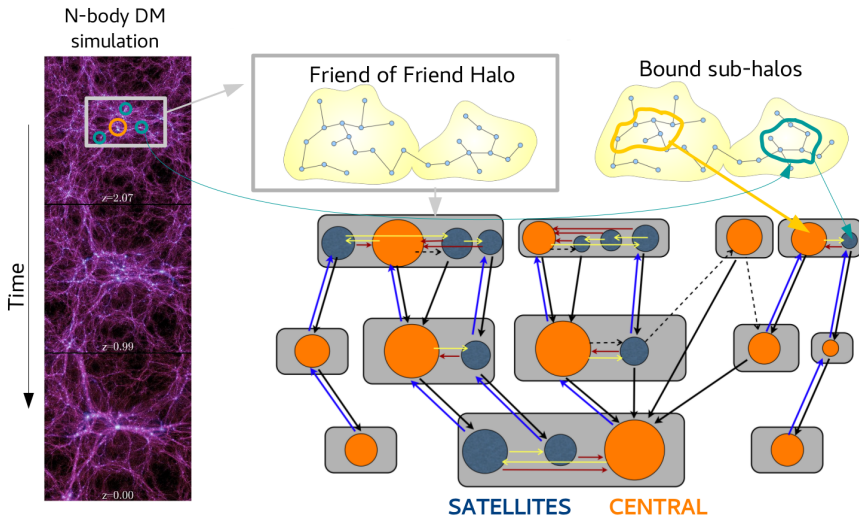 N-body DM
simulation
Friend of Friend Halo
Bound sub-halos
z=2.07
Time
z=0.99
z=0.00
SATELLITES
CENTRAL